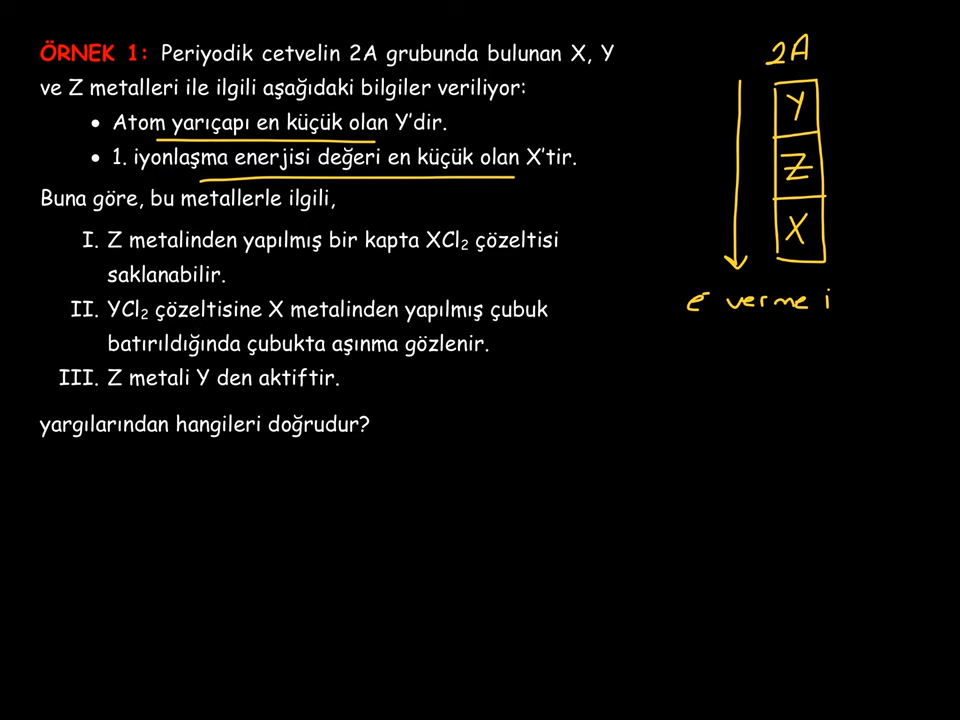 ÖRNEK 1: Periyodik cetvelin 2A grubunda bulunan X, Y
ve Z metalleri ile ilgili aşağıdaki bilgiler veriliyor:
• Atom yarıçapı en küçük olan Y'dir.
• 1. iyonlaşma enerjisi değeri en küçük olan X'tir.
Buna göre, bu metallerle ilgili,
I. Z metalinden yapılmış bir kapta XCl₂ çözeltisi
saklanabilir.
II. YCl₂ çözeltisine X metalinden yapılmış çubuk
batırıldığında çubukta aşınma gözlenir.
III. Z metali Y den aktiftir.
yargılarından hangileri doğrudur?
2A
Y
Z
X
e⁻ verme i